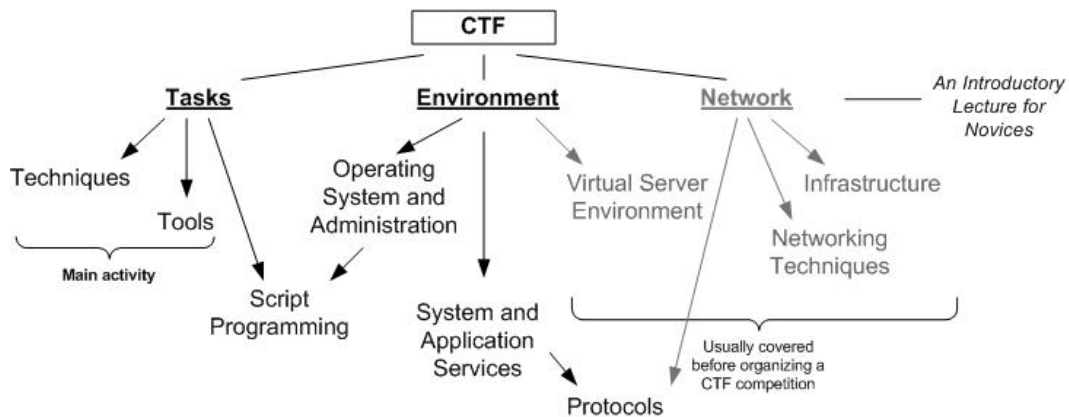 CTF
Tasks
Environment
Network
An Introductory
Lecture for
Novices
Techniques
Tools
Main activity
Script
Programming
Operating
System and
Administration
System and
Application
Services
Protocols
Virtual Server
Environment
Infrastructure
Networking
Techniques
Usually covered
before organizing a
CTF competition